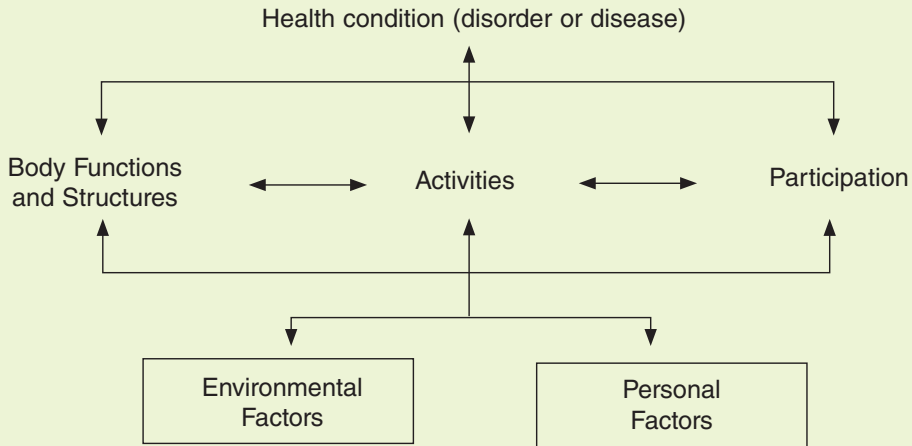 Health condition (disorder or disease)
Body Functions
and Structures
Activities
Participation
Environmental
Factors
Personal
Factors